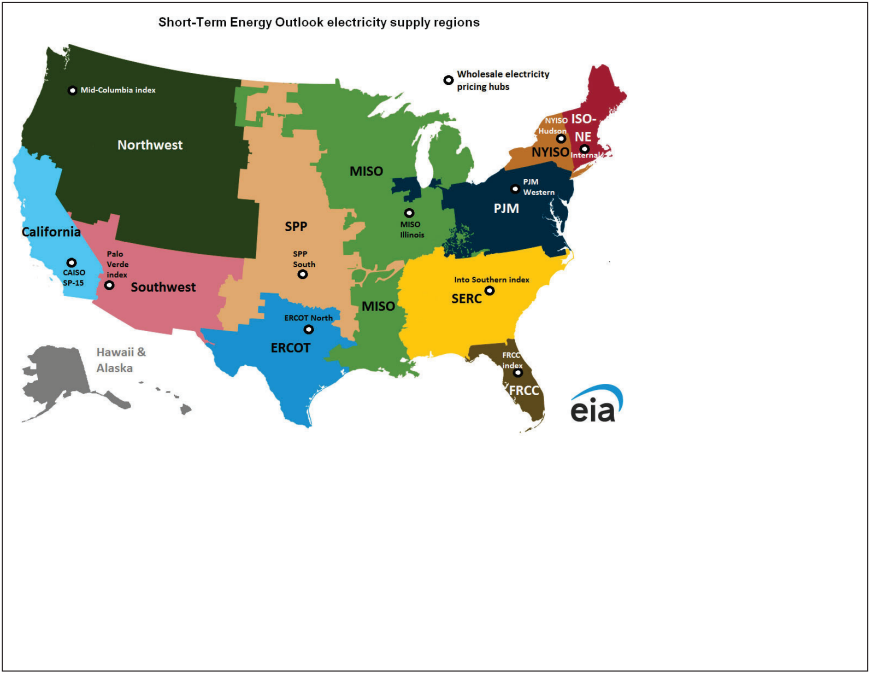 Short-Term Energy Outlook electricity supply regions
Wholesale electricity
pricing hubs
Mid-Columbia index
Northwest
MISO
NYISO
Hudson
ISO-
NE
Internal
NYISO
PJM
Western
PJM
California
CAISO
SP-15
Palo
Verde
index
Southwest
SPP
SPP
South
MISO
Illinois
MISO
Into Southern index
SERC
ERCOT North
ERCOT
FRCC
index
FRCC
Hawaii &
Alaska
eia